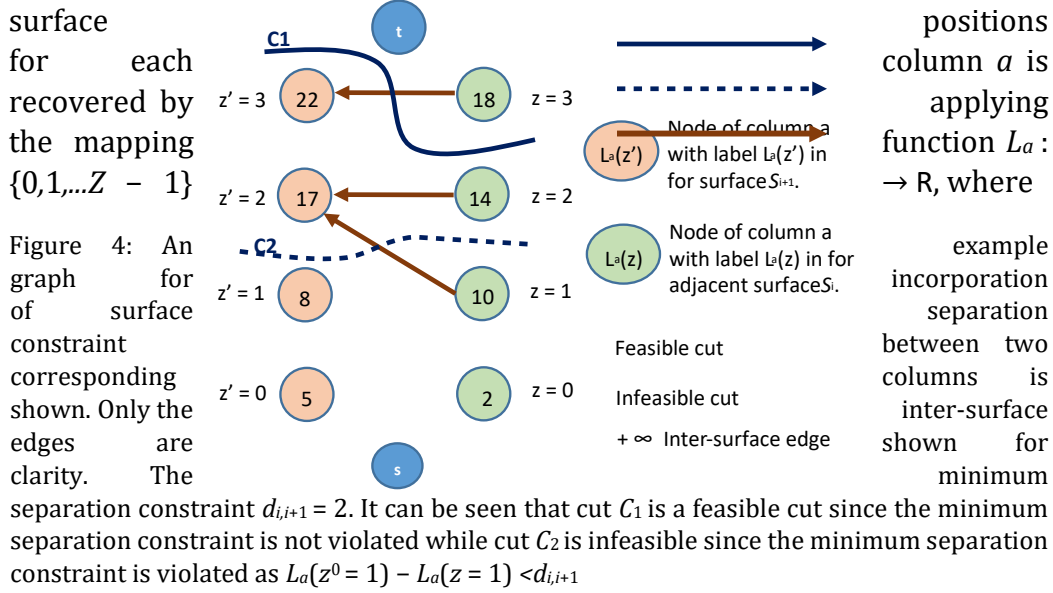 surface positions
for each column a is
recovered by applying
the mapping function Lₐ :
{0,1,...Z − 1} → R, where
C1
t
z' = 3 22 18 z = 3
z' = 2 17 14 z = 2
C2
z' = 1 8 10 z = 1
z' = 0 5 2 z = 0
s
Lₐ(z')
Node of column a
with label Lₐ(z') in
for surface Sᵢ₊₁.
Lₐ(z)
Node of column a
with label Lₐ(z) in for
adjacent surface Sᵢ.
Feasible cut
Infeasible cut
+ ∞ Inter-surface edge
Figure 4: An example
graph for incorporation
of surface separation
constraint between two
corresponding columns is
shown. Only the inter-surface
edges are shown for
clarity. The minimum
separation constraint dᵢ,ᵢ₊₁ = 2. It can be seen that cut C₁ is a feasible cut since the minimum
separation constraint is not violated while cut C₂ is infeasible since the minimum separation
constraint is violated as Lₐ(z⁰ = 1) − Lₐ(z = 1) <dᵢ,ᵢ₊₁